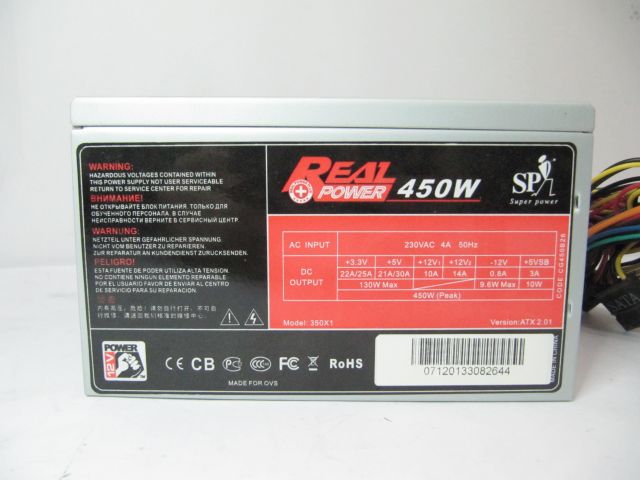 WARNING:
HAZARDOUS VOLTAGES CONTAINED WITHIN
THIS POWER SUPPLY NOT USER SERVICEABLE
RETURN TO SERVICE CENTER FOR REPAIR
ВНИМАНИЕ!
НЕ ОТКРЫВАЙТЕ БЛОК ПИТАНИЯ. ТОЛЬКО ДЛЯ
ОБУЧЕННОГО ПЕРСОНАЛА. В СЛУЧАЕ
НЕИСПРАВНОСТИ ВЕРНИТЕ В СЕРВИСНЫЙ ЦЕНТР.
WARNUNG:
NETZTEIL UNTER GEFAHRLICHER SPANNUNG
NICHT VOM BENUTZER ZU REPARIEREN
ZUR REPARATUR AN KUNDENDIENST ZURUCKSENDEN.
PELIGRO!
ESTA FUENTE DE PODER UTILIZA ALTA TENSION
NO CONTIENE PARTES REPARABLES EN EL
POR FAVOR DE ENVIAR AL CENTRO
DE SERVICIO PARA REPARACION
REAL
POWER
450W
SP
Super power
AC INPUT 230VAC 4A 50Hz
DC OUTPUT
+3.3V +5V +12V1 +12V2 -12V +5VSB
22A/25A 21A/30A 10A 14A 0.8A 3A
130W Max 9.6W Max 10W
450W (Peak)
Model: 350X1
Version:ATX 2.01
POWER
12V
CE CB CCC FC RoHS
MADE FOR OVS
07120133082644
MADE IN CHINA